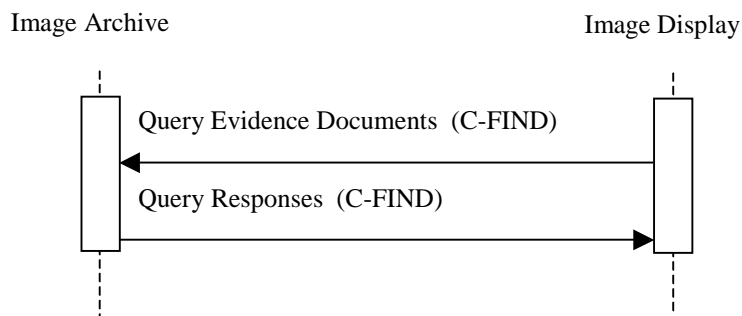 Image Archive
Image Display
Query Evidence Documents (C-FIND)
Query Responses (C-FIND)